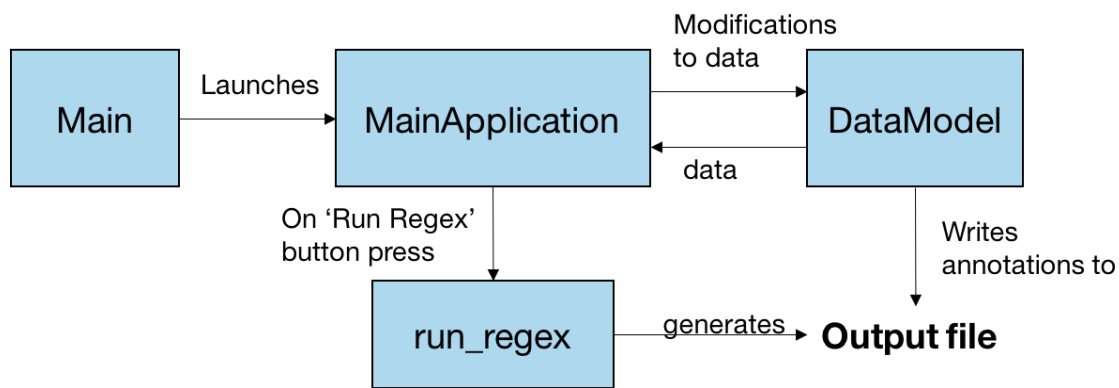 Modifications
to data
Launches
Main
MainApplication
DataModel
data
On ‘Run Regex’
button press
Writes
annotations to
run_regex
generates
Output file